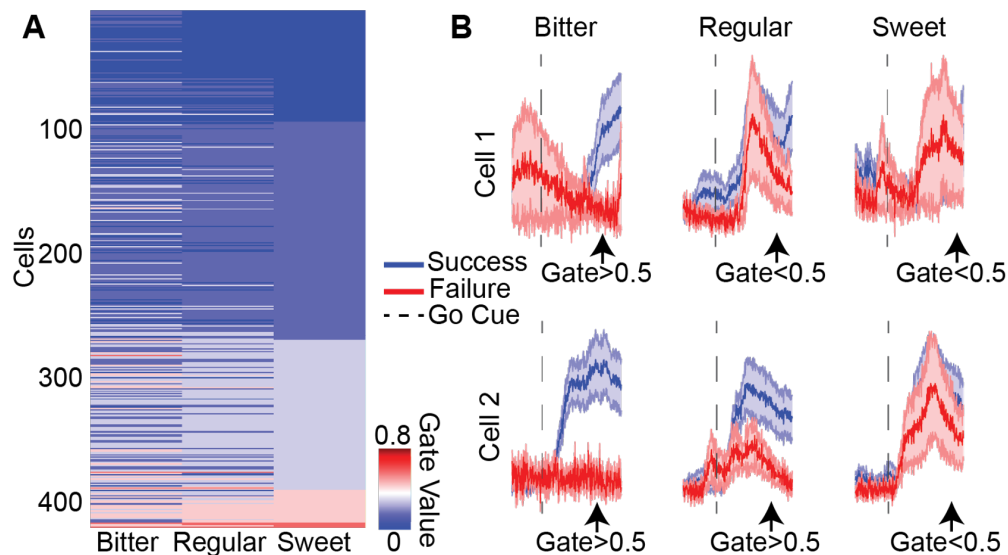 A
B
Bitter
Regular
Sweet
Cells
100
200
300
400
Bitter Regular Sweet
0.8
Gate Value
0
Success
Failure
Go Cue
Cell 1
Gate>0.5
Gate<0.5
Gate<0.5
Cell 2
Gate>0.5
Gate>0.5
Gate<0.5